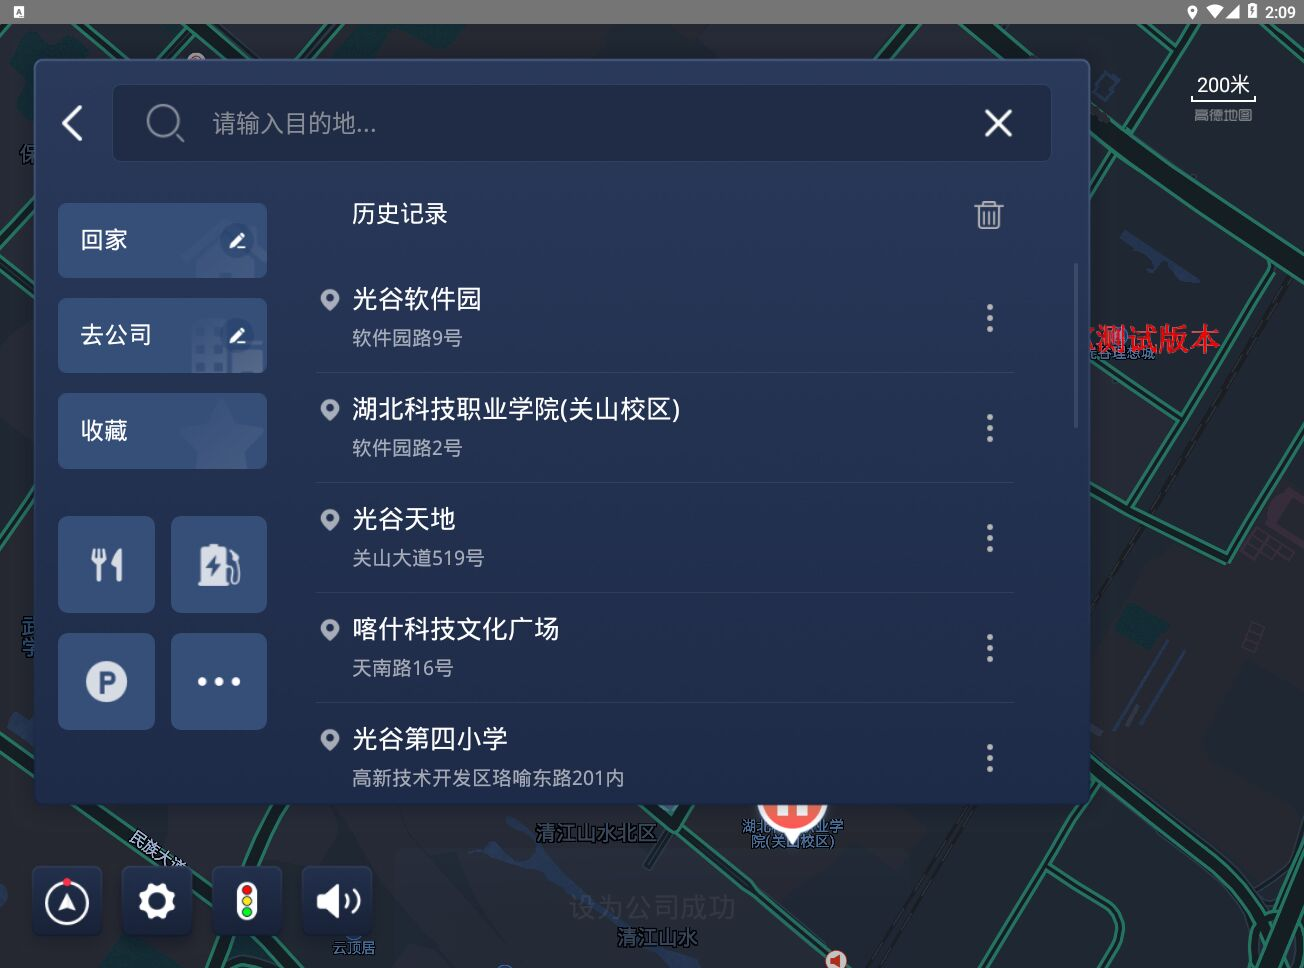 2:09
200米
高德地图
请输入目的地...
历史记录
回家
去公司
收藏
光谷软件园
软件园路9号
湖北科技职业学院(关山校区)
软件园路2号
光谷天地
关山大道519号
喀什科技文化广场
天南路16号
光谷第四小学
高新技术开发区珞喻东路201内
P
测试版本
光谷理想城
保
民族大道
清江山水北区
院(关山校区)
设为公司成功
清江山水
云顶居